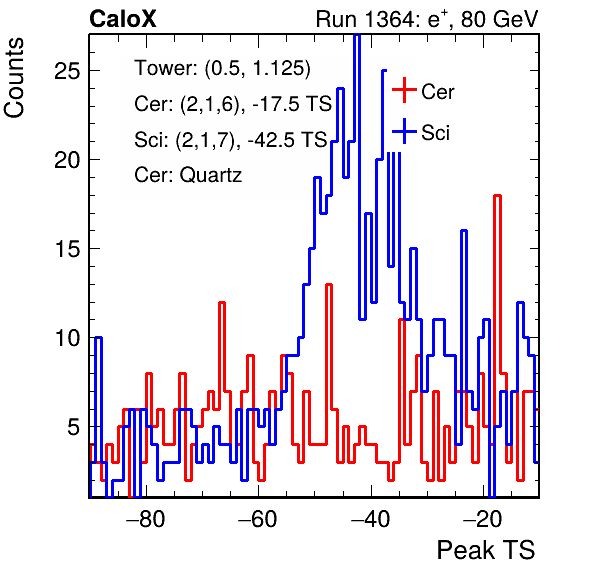 CaloX Run 1364: e⁺, 80 GeV
Counts
Tower: (0.5, 1.125)
Cer: (2,1,6), -17.5 TS
Sci: (2,1,7), -42.5 TS
Cer: Quartz
Cer
Sci
25
20
15
10
5
−80 −60 −40 −20
Peak TS